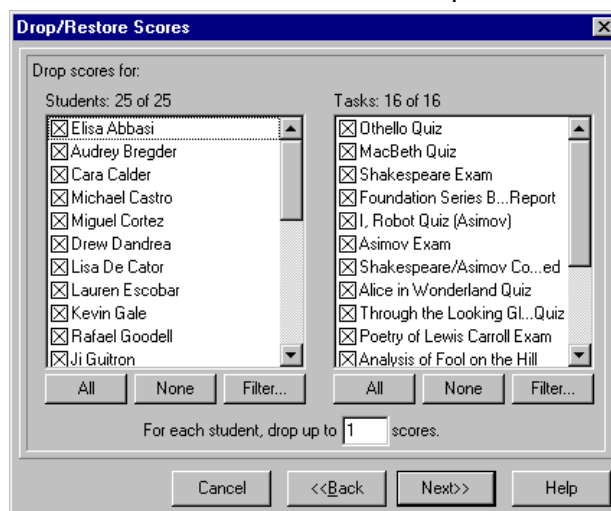 Drop/Restore Scores
Drop scores for:
Students: 25 of 25
Elisa Abbasi
Audrey Bregder
Cara Calder
Michael Castro
Miguel Cortez
Drew Dandrea
Lisa De Cator
Lauren Escobar
Kevin Gale
Rafael Goodell
Ji Guitron
All None Filter...
Tasks: 16 of 16
Othello Quiz
MacBeth Quiz
Shakespeare Exam
Foundation Series B...Report
I, Robot Quiz (Asimov)
Asimov Exam
Shakespeare/Asimov Co...ed
Alice in Wonderland Quiz
Through the Looking Gl...Quiz
Poetry of Lewis Carroll Exam
Analysis of Fool on the Hill
All None Filter...
For each student, drop up to 1 scores.
Cancel <<Back Next>> Help